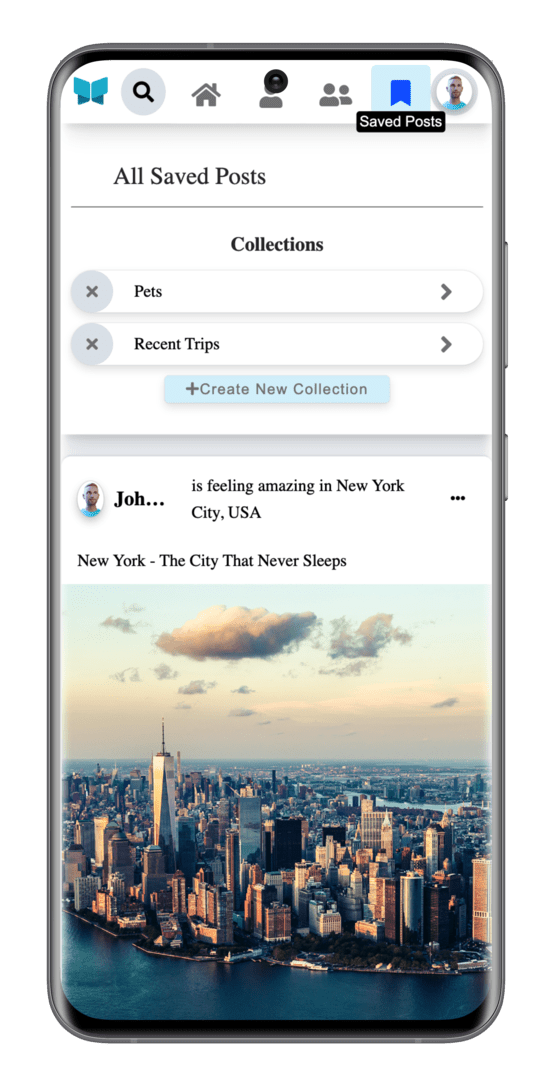 Saved Posts
All Saved Posts
Collections
Pets
Recent Trips
+Create New Collection
Joh...
is feeling amazing in New York
City, USA
New York - The City That Never Sleeps